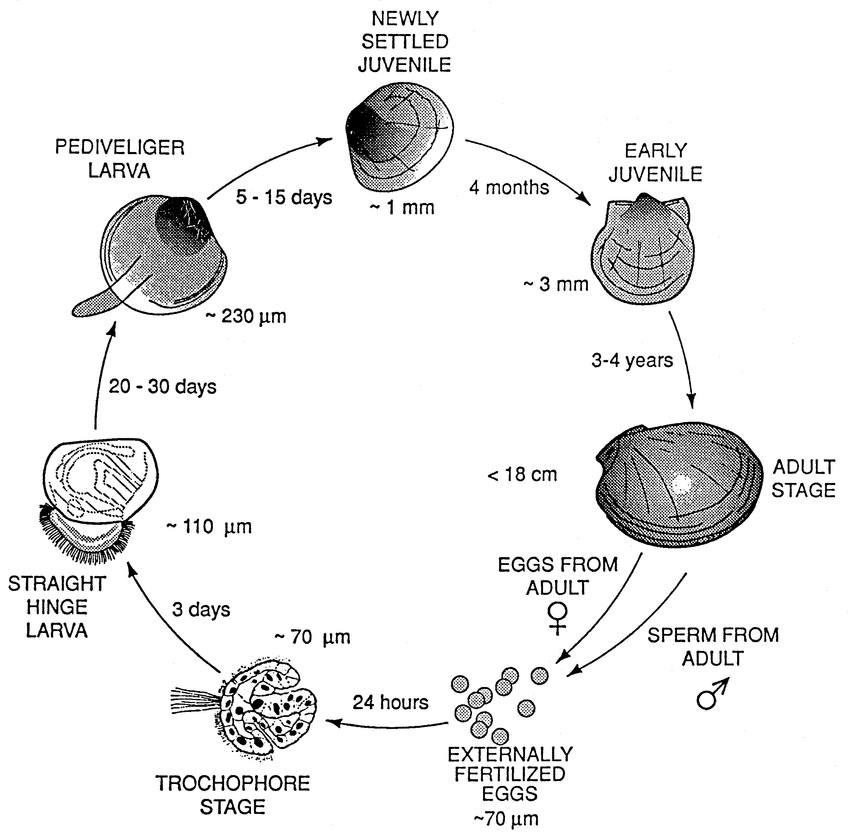 NEWLY
SETTLED
JUVENILE
~ 1 mm
4 months
EARLY
JUVENILE
~ 3 mm
3-4 years
ADULT
STAGE
< 18 cm
EGGS FROM
ADULT
♀
SPERM FROM
ADULT
♂
EXTERNALLY
FERTILIZED
EGGS
~70 µm
24 hours
~ 70 µm
TROCHOPHORE
STAGE
3 days
~ 110 µm
STRAIGHT
HINGE
LARVA
20 - 30 days
PEDIVELIGER
LARVA
~ 230 µm
5 - 15 days